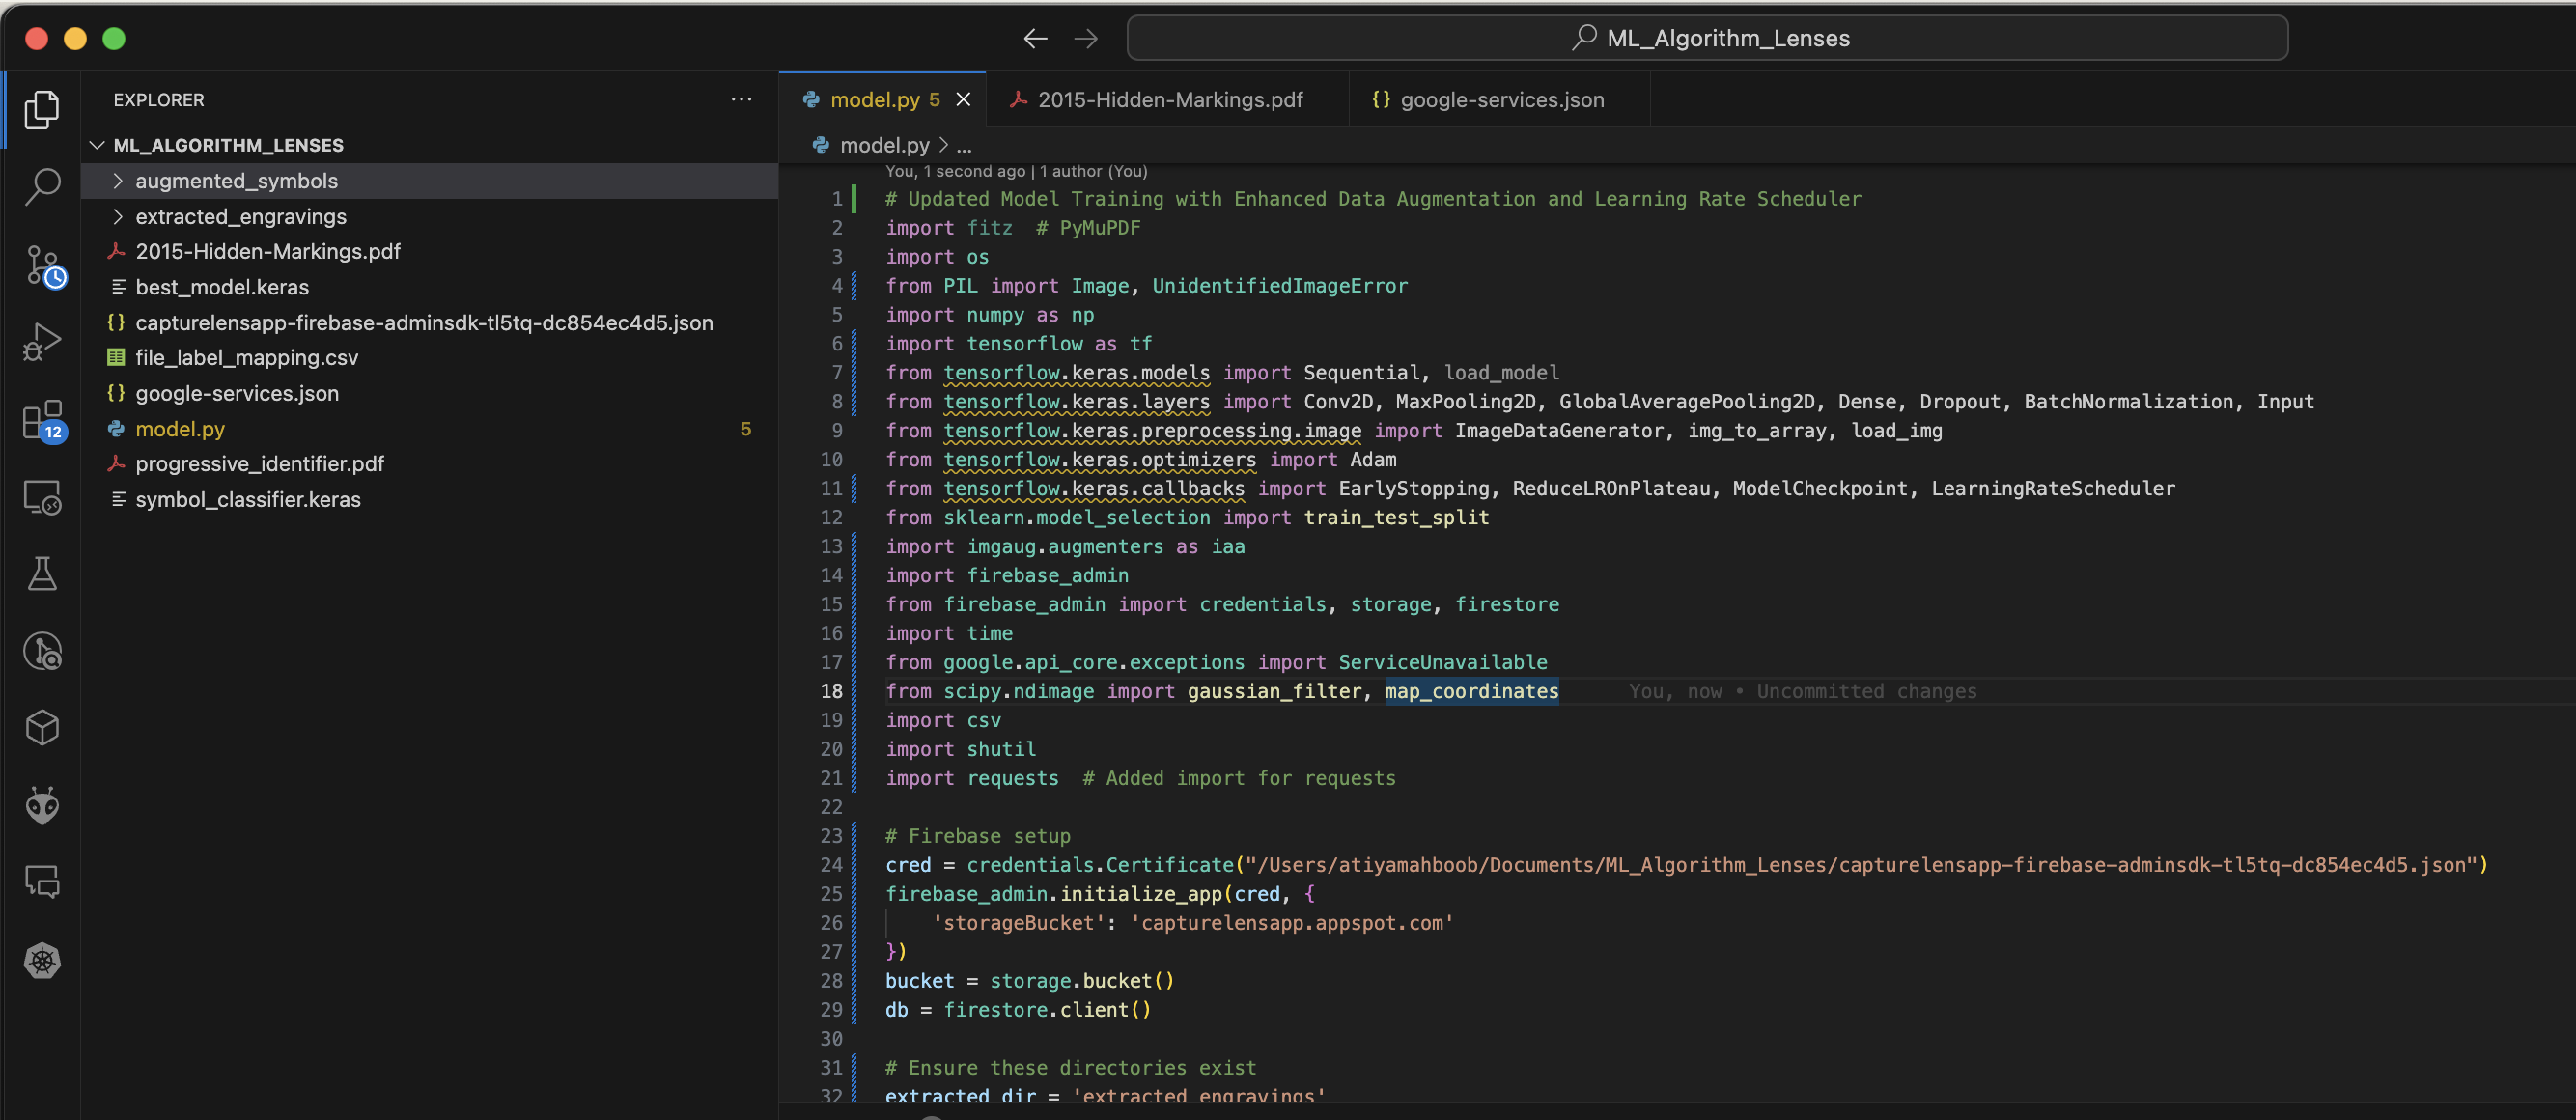 ML_Algorithm_Lenses
EXPLORER
ML_ALGORITHM_LENSES
augmented_symbols
extracted_engravings
2015-Hidden-Markings.pdf
best_model.keras
capturelensapp-firebase-adminsdk-tl5tq-dc854ec4d5.json
file_label_mapping.csv
google-services.json
model.py 5
progressive_identifier.pdf
symbol_classifier.keras
12
model.py 5
2015-Hidden-Markings.pdf
{} google-services.json
model.py > ...
You, 1 second ago | 1 author (You)
1 # Updated Model Training with Enhanced Data Augmentation and Learning Rate Scheduler
2 import fitz  # PyMuPDF
3 import os
4 from PIL import Image, UnidentifiedImageError
5 import numpy as np
6 import tensorflow as tf
7 from tensorflow.keras.models import Sequential, load_model
8 from tensorflow.keras.layers import Conv2D, MaxPooling2D, GlobalAveragePooling2D, Dense, Dropout, BatchNormalization, Input
9 from tensorflow.keras.preprocessing.image import ImageDataGenerator, img_to_array, load_img
10 from tensorflow.keras.optimizers import Adam
11 from tensorflow.keras.callbacks import EarlyStopping, ReduceLROnPlateau, ModelCheckpoint, LearningRateScheduler
12 from sklearn.model_selection import train_test_split
13 import imgaug.augmenters as iaa
14 import firebase_admin
15 from firebase_admin import credentials, storage, firestore
16 import time
17 from google.api_core.exceptions import ServiceUnavailable
18 from scipy.ndimage import gaussian_filter, map_coordinates You, now • Uncommitted changes
19 import csv
20 import shutil
21 import requests  # Added import for requests
22
23 # Firebase setup
24 cred = credentials.Certificate("/Users/atiyamahboob/Documents/ML_Algorithm_Lenses/capturelensapp-firebase-adminsdk-tl5tq-dc854ec4d5.json")
25 firebase_admin.initialize_app(cred, {
26     'storageBucket': 'capturelensapp.appspot.com'
27 })
28 bucket = storage.bucket()
29 db = firestore.client()
30
31 # Ensure these directories exist
32 extracted_dir = 'extracted_engravings'